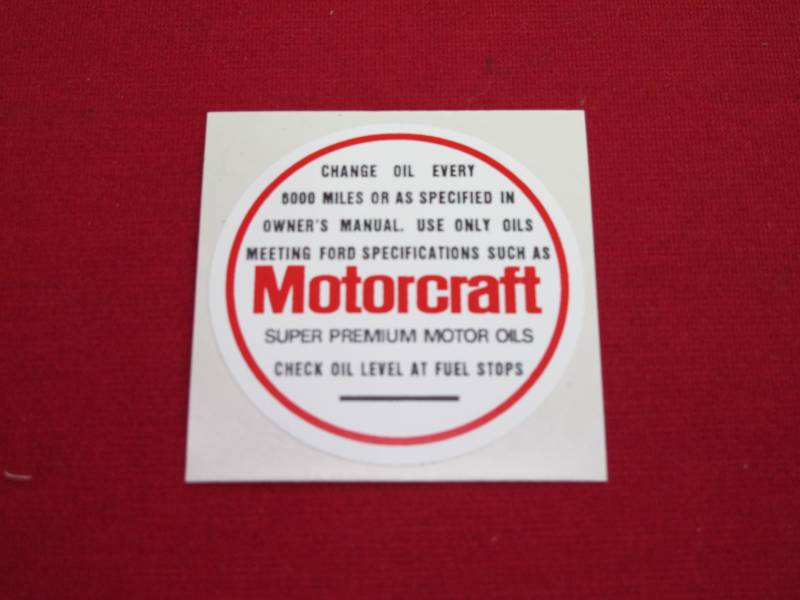 CHANGE OIL EVERY
6000 MILES OR AS SPECIFIED IN
OWNER'S MANUAL. USE ONLY OILS
MEETING FORD SPECIFICATIONS SUCH AS
Motorcraft
SUPER PREMIUM MOTOR OILS
CHECK OIL LEVEL AT FUEL STOPS